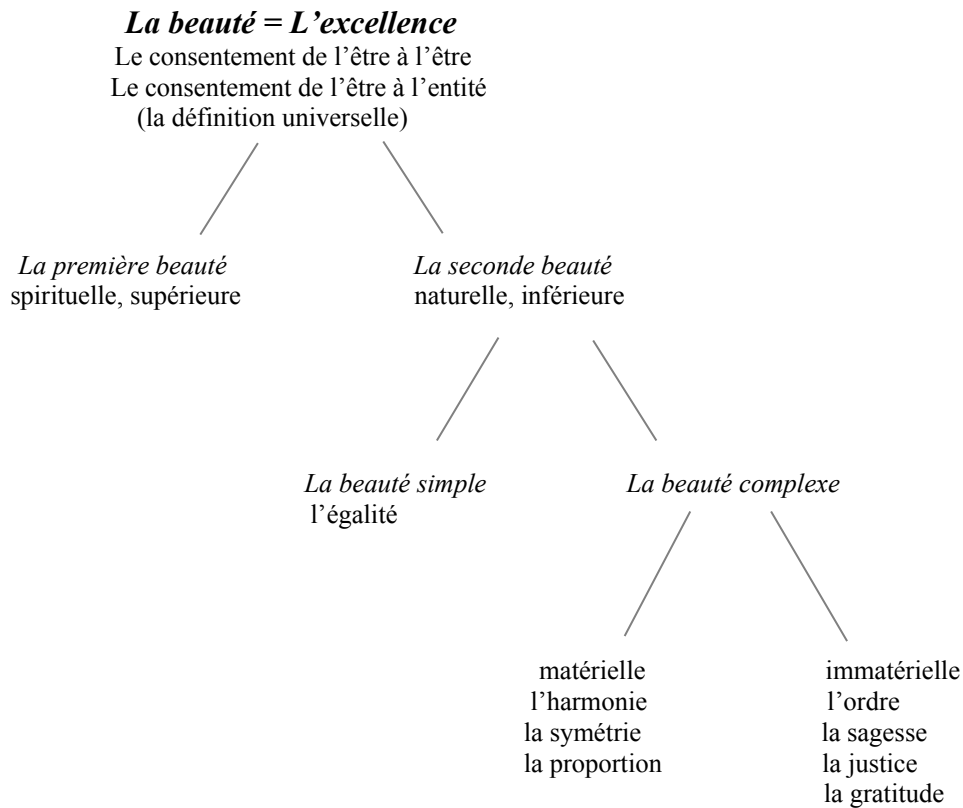 La beauté = L’excellence
Le consentement de l’être à l’être
Le consentement de l’être à l’entité
(la définition universelle)
La première beauté
spirituelle, supérieure
La seconde beauté
naturelle, inférieure
La beauté simple
l’égalité
La beauté complexe
matérielle
l’harmonie
la symétrie
la proportion
immatérielle
l’ordre
la sagesse
la justice
la gratitude